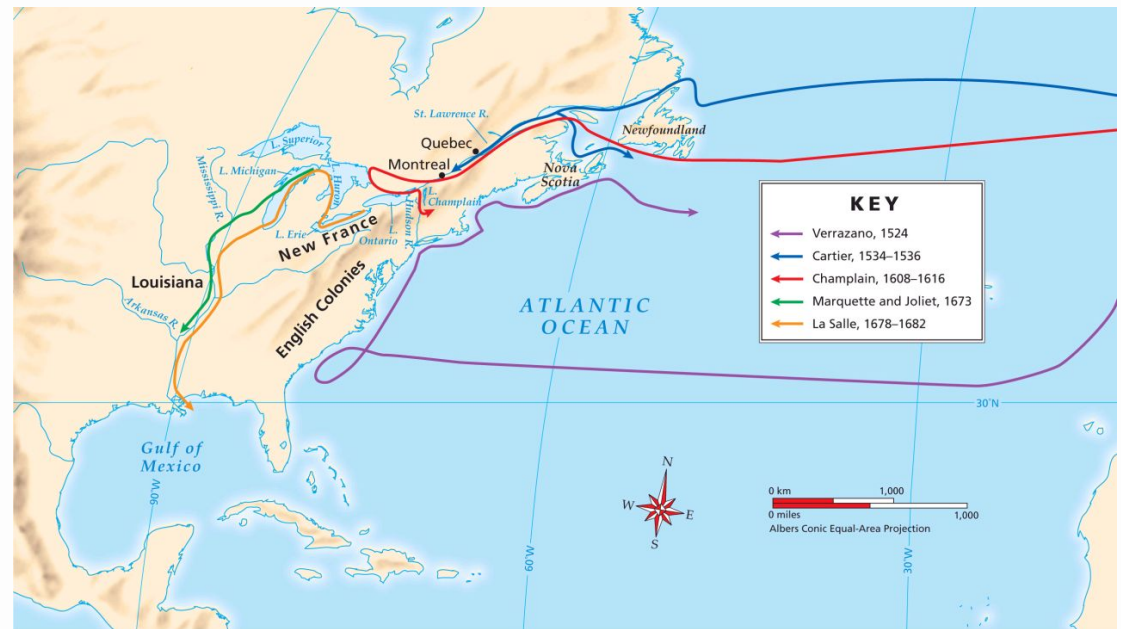 St. Lawrence R.
Newfoundland
Quebec
L. Superior
Montreal
Nova
Scotia
Mississippi R.
L. Michigan
L. Huron
L.
Champlain
Hudson R.
L. Erie
L.
Ontario
New France
Louisiana
Arkansas R.
English Colonies
ATLANTIC
OCEAN
KEY
Verrazano, 1524
Cartier, 1534–1536
Champlain, 1608–1616
Marquette and Joliet, 1673
La Salle, 1678–1682
30°N
Gulf of
Mexico
90°W
N
W
E
S
0 km 1,000
0 miles 1,000
Albers Conic Equal-Area Projection
60°W
30°W